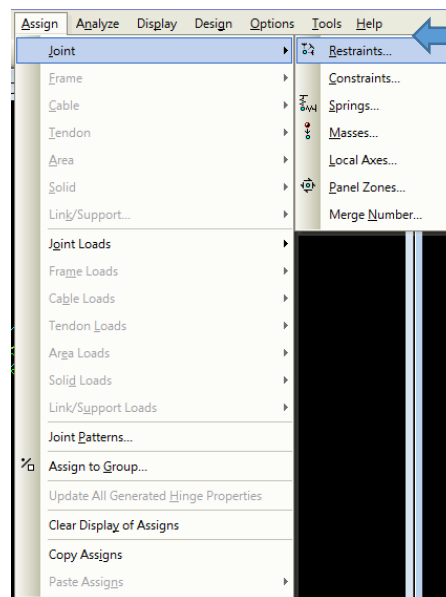 Assign Analyze Display Design Options Tools Help
Joint
Frame
Cable
Tendon
Area
Solid
Link/Support...
Joint Loads
Frame Loads
Cable Loads
Tendon Loads
Area Loads
Solid Loads
Link/Support Loads
Joint Patterns...
Assign to Group...
Update All Generated Hinge Properties
Clear Display of Assigns
Copy Assigns
Paste Assigns
Restraints...
Constraints...
Springs...
Masses...
Local Axes...
Panel Zones...
Merge Number...